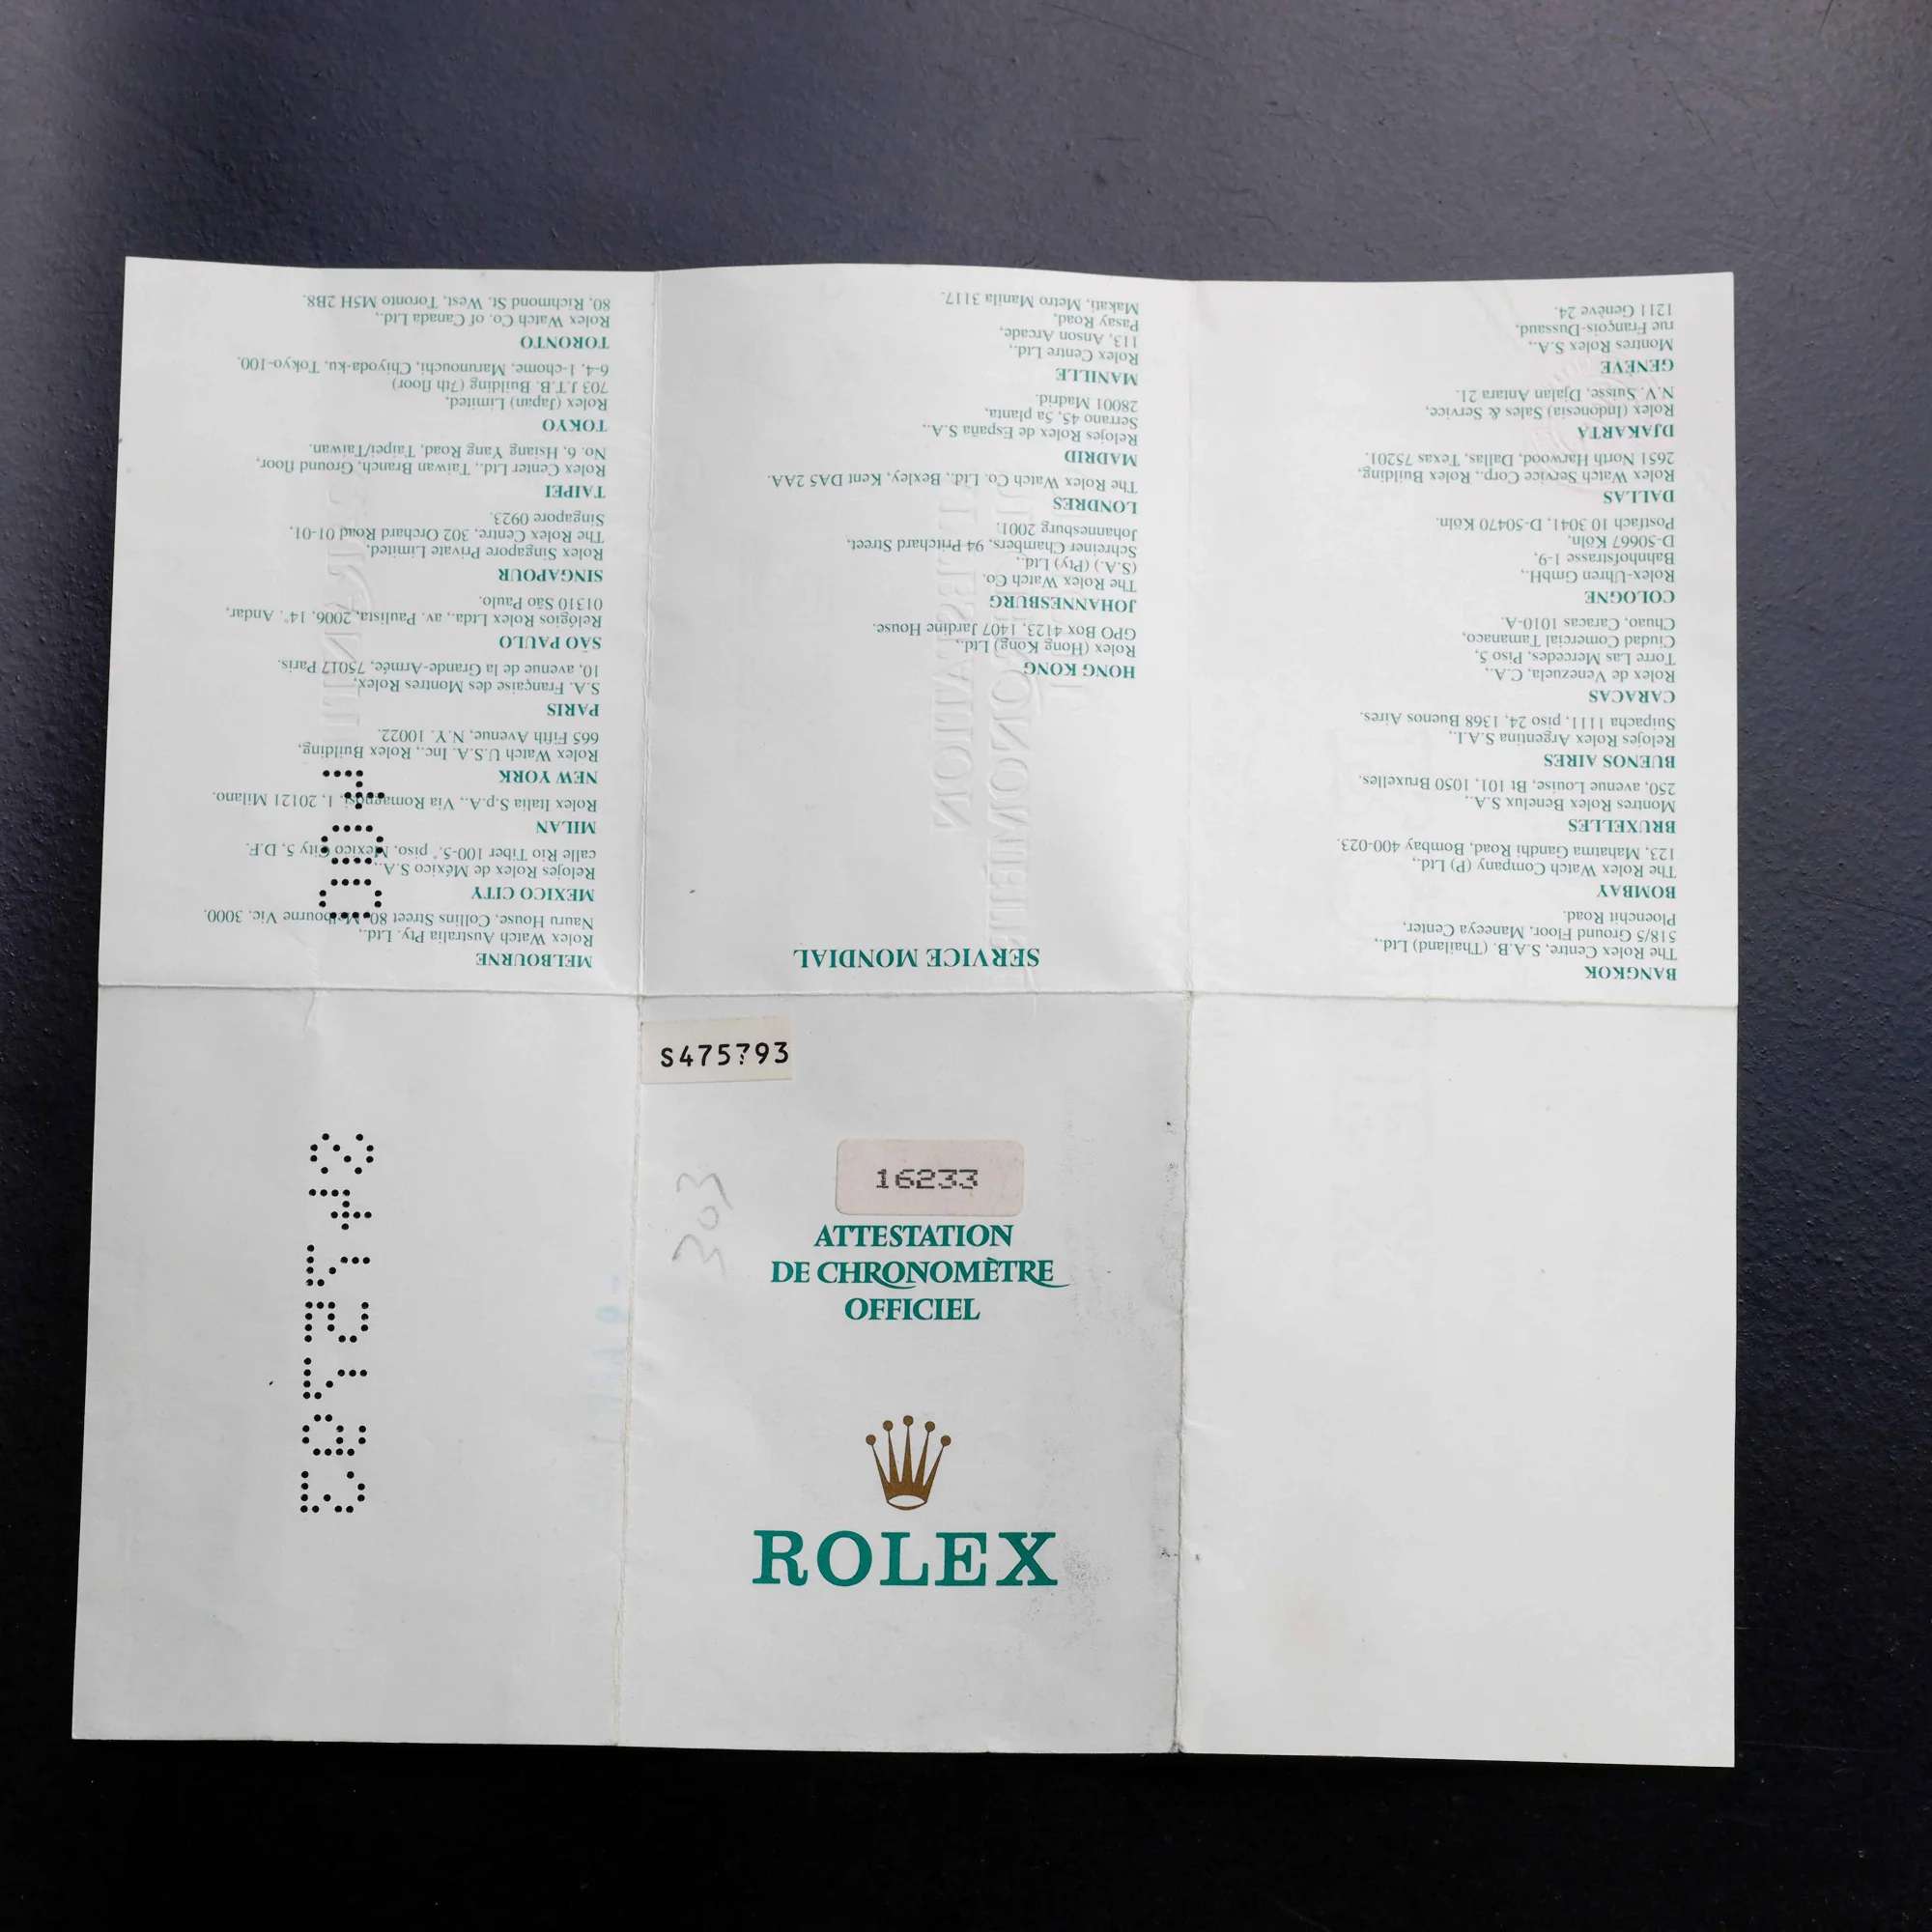 BANGKOK
The Rolex Centre, S.A.B. (Thailand) Ltd.,
518/5 Ground Floor, Maneeya Center,
Ploenchit Road.
BOMBAY
The Rolex Watch Company (P) Ltd.,
123, Mahatma Gandhi Road, Bombay 400-023.
BRUXELLES
Montres Rolex Benelux S.A.,
250, avenue Louise, Bt 101, 1050 Bruxelles.
BUENOS AIRES
Relojes Rolex Argentina S.A.I.,
Suipacha 1111, piso 24, 1368 Buenos Aires.
CARACAS
Rolex de Venezuela, C.A.,
Torre Las Mercedes, Piso 5,
Ciudad Comercial Tamanaco,
Chuao, Caracas 1010-A.
COLOGNE
Rolex-Uhren GmbH.,
Bahnhofstrasse 1-9,
D-50667 Köln,
Postfach 10 3041, D-50470 Köln.
DALLAS
Rolex Watch Service Corp., Rolex Building,
2651 North Harwood, Dallas, Texas 75201.
DJAKARTA
Rolex (Indonesia) Sales & Service,
N.V. Suisse, Djalan Antara 21.
GENÈVE
Montres Rolex S.A.,
rue François-Dussaud,
1211 Genève 24.
SERVICE MONDIAL
HONG KONG
Rolex (Hong Kong) Ltd.,
GPO Box 4123, 1407 Jardine House.
JOHANNESBURG
The Rolex Watch Co.
(S.A.) (Pty) Ltd.,
Schreiner Chambers, 94 Pritchard Street,
Johannesburg 2001.
LONDRES
The Rolex Watch Co. Ltd., Bexley, Kent DA5 2AA.
MADRID
Relojes Rolex de España S.A.,
Serrano 45, 5a planta,
28001 Madrid.
MANILLE
Rolex Centre Ltd.,
113, Anson Arcade,
Pasay Road,
Makati, Metro Manila 3117.
MELBOURNE
Rolex Watch Australia Pty. Ltd.,
Nauru House, Collins Street 80, Melbourne Vic. 3000.
MEXICO CITY
Relojes Rolex de México S.A.,
calle Rio Tiber 100-5.° piso, Mexico City 5, D.F.
MILAN
Rolex Italia S.p.A., Via Romagnosi, 1, 20121 Milano.
NEW YORK
Rolex Watch U.S.A. Inc., Rolex Building,
665 Fifth Avenue, N.Y. 10022.
PARIS
S.A. Française des Montres Rolex,
10, avenue de la Grande-Armée, 75017 Paris.
SÃO PAULO
Relógios Rolex Ltda., av. Paulista, 2006, 14°. Andar,
01310 São Paulo.
SINGAPOUR
Rolex Singapore Private Limited,
The Rolex Centre, 302 Orchard Road 01-01,
Singapore 0923.
TAIPEI
Rolex Center Ltd., Taiwan Branch, Ground floor,
No. 6, Hsiang Yang Road, Taipei/Taiwan.
TOKYO
Rolex (Japan) Limited,
703 J.T.B. Building (7th floor)
6-4, 1-chome, Marunouchi, Chiyoda-ku, Tokyo-100.
TORONTO
Rolex Watch Co. of Canada Ltd.,
80, Richmond St. West, Toronto M5H 2B8.
S475793
S475793
303
16233
ATTESTATION
DE CHRONOMÈTRE
OFFICIEL
ROLEX